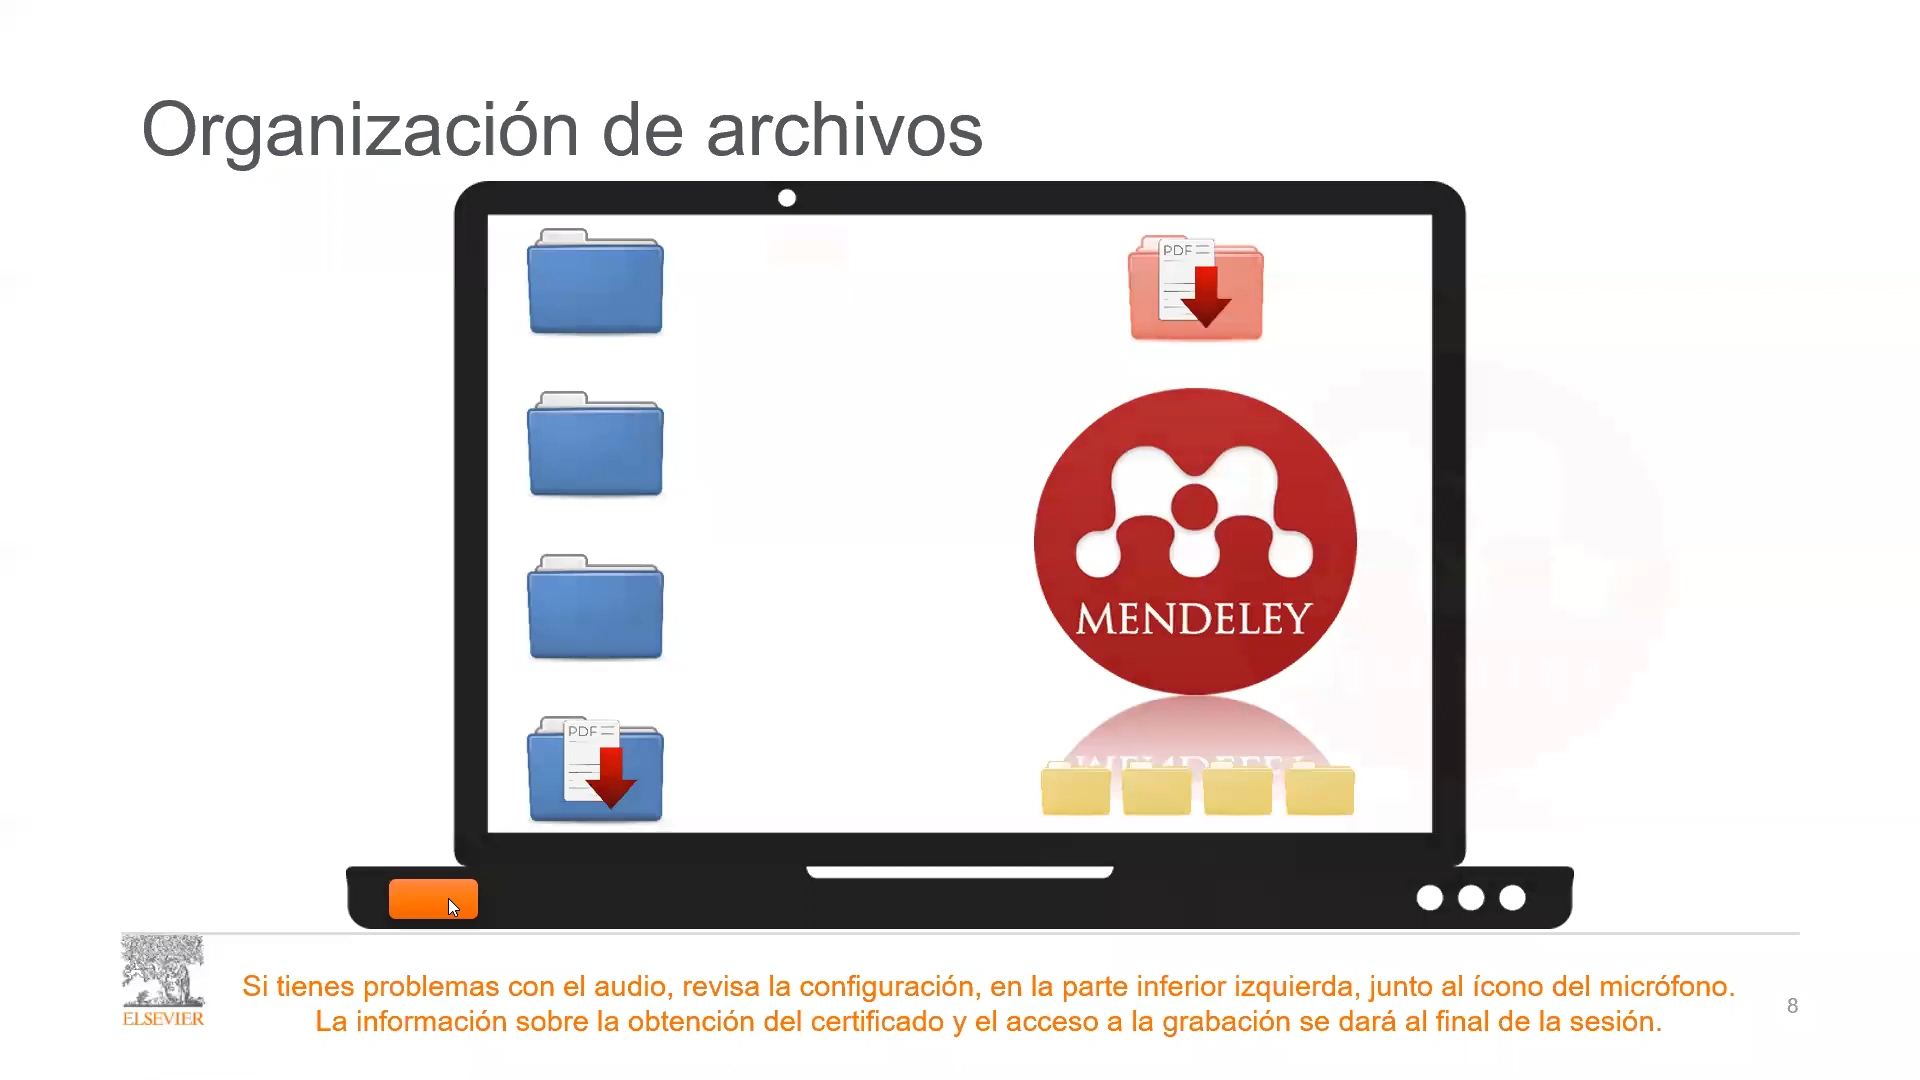 Organización de archivos
PDF
MENDELEY
PDF
MENDELEY
ELSEVIER
Si tienes problemas con el audio, revisa la configuración, en la parte inferior izquierda, junto al ícono del micrófono.
La información sobre la obtención del certificado y el acceso a la grabación se dará al final de la sesión.
8